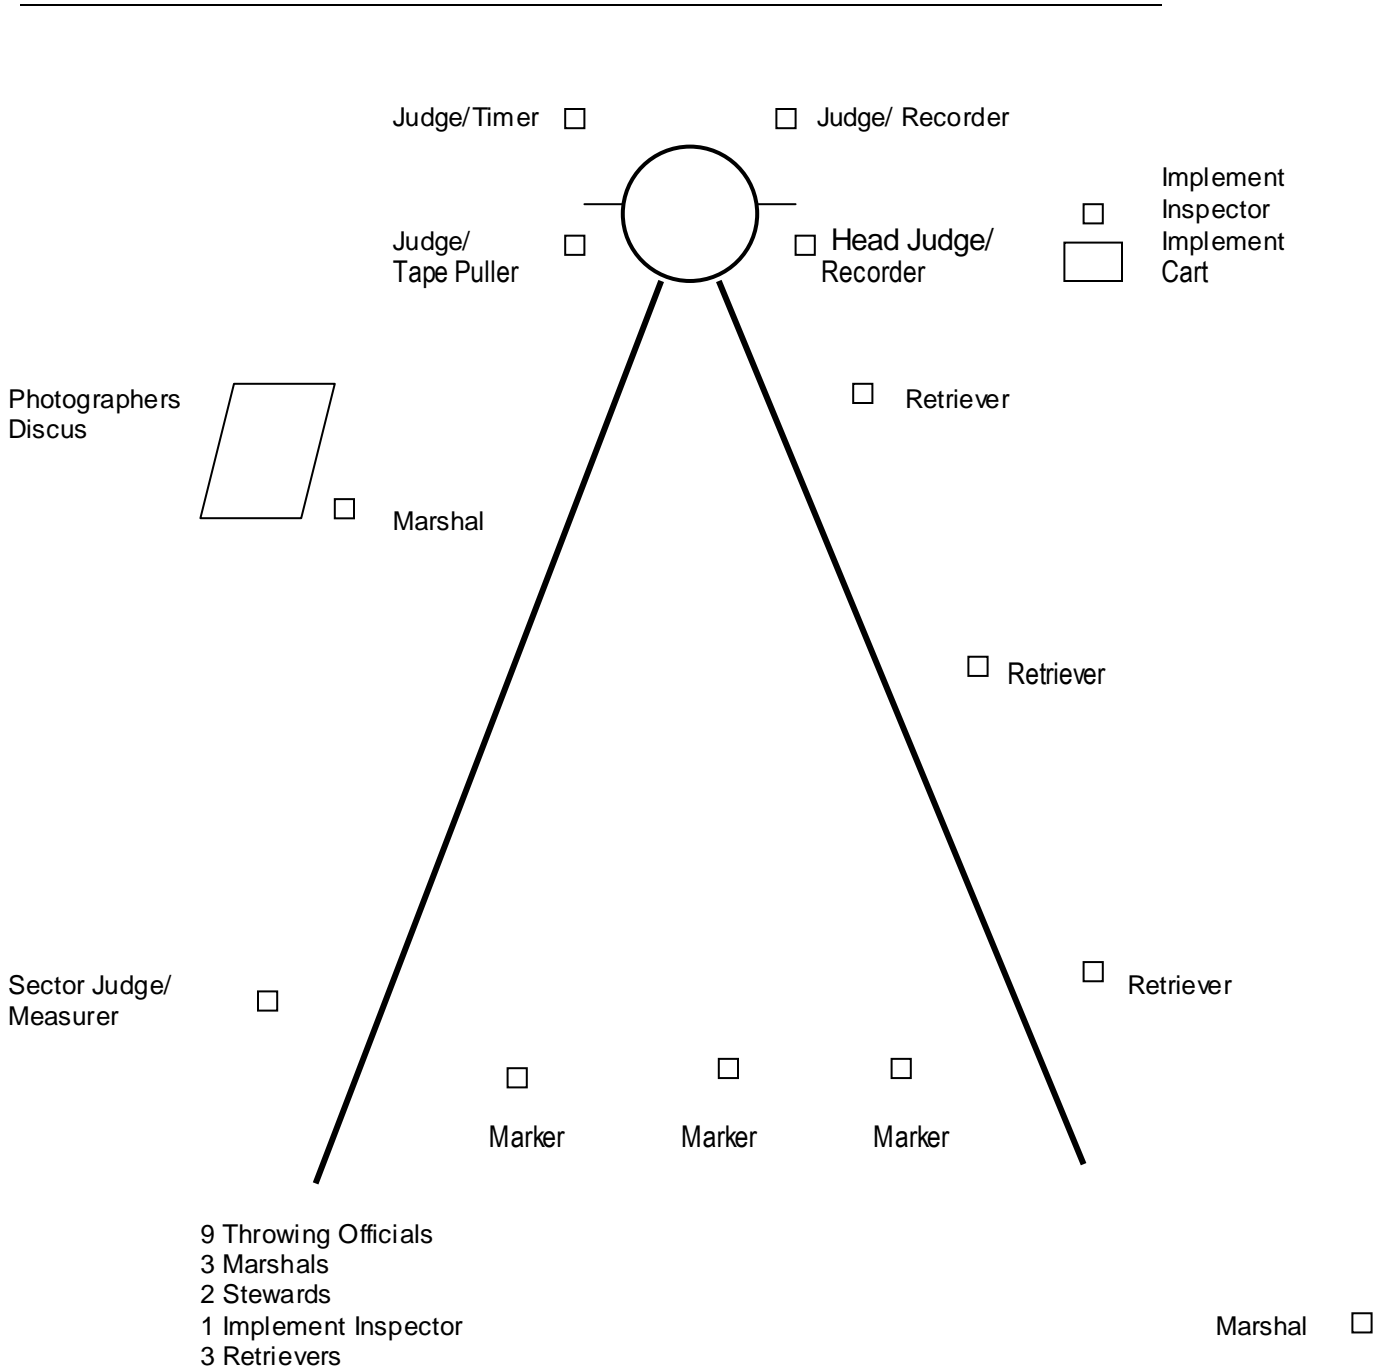 Judge/Timer
Judge/ Recorder
Implement
Inspector
Implement
Cart
Judge/
Tape Puller
Head Judge/
Recorder
Photographers
Discus
Retriever
Marshal
Retriever
Sector Judge/
Measurer
Retriever
Marker
Marker
Marker
9 Throwing Officials
3 Marshals
2 Stewards
1 Implement Inspector
3 Retrievers
Marshal